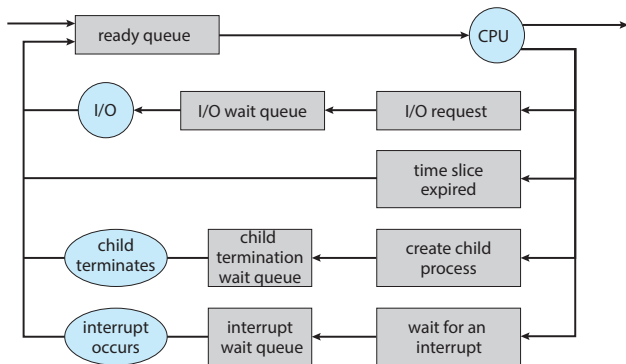 ready queue
CPU
I/O
I/O wait queue
I/O request
time slice
expired
child
terminates
child
termination
wait queue
create child
process
interrupt
occurs
interrupt
wait queue
wait for an
interrupt